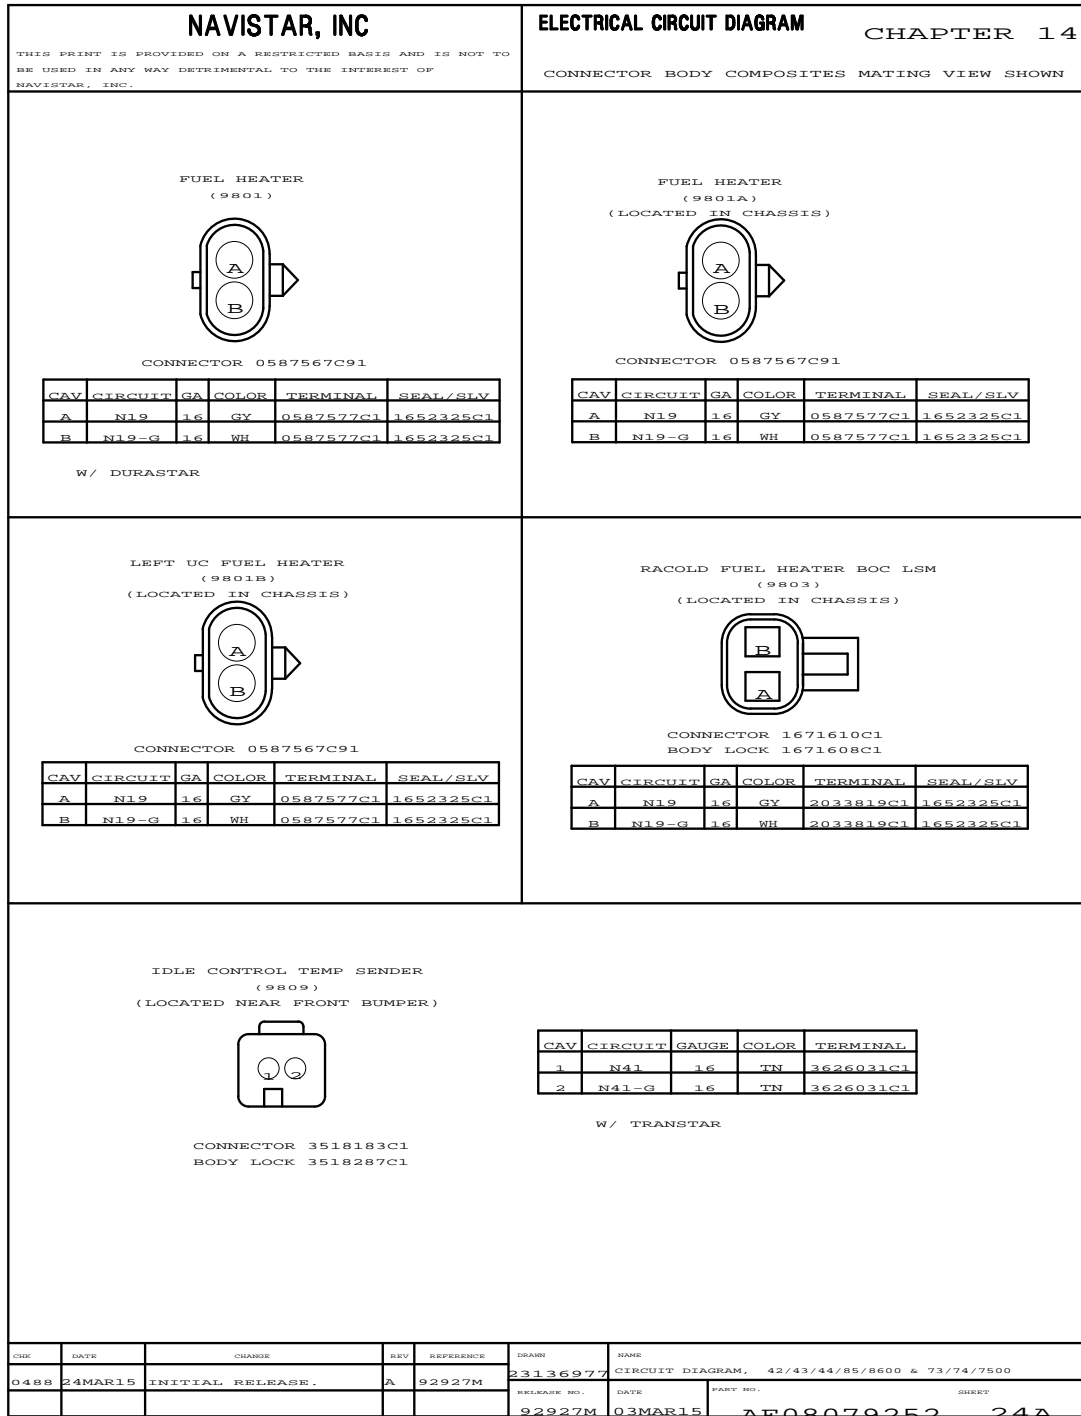 NAVISTAR, INC
THIS PRINT IS PROVIDED ON A RESTRICTED BASIS AND IS NOT TO
BE USED IN ANY WAY DETRIMENTAL TO THE INTEREST OF
NAVISTAR, INC.
ELECTRICAL CIRCUIT DIAGRAM
CHAPTER 14
CONNECTOR BODY COMPOSITES MATING VIEW SHOWN
FUEL HEATER
(9801)
A
B
CONNECTOR 0587567C91
CAV CIRCUIT GA COLOR TERMINAL SEAL/SLV
A N19 16 GY 0587577C1 1652325C1
B N19-G 16 WH 0587577C1 1652325C1
W/ DURASTAR
FUEL HEATER
(9801A)
(LOCATED IN CHASSIS)
A
B
CONNECTOR 0587567C91
CAV CIRCUIT GA COLOR TERMINAL SEAL/SLV
A N19 16 GY 0587577C1 1652325C1
B N19-G 16 WH 0587577C1 1652325C1
LEFT UC FUEL HEATER
(9801B)
(LOCATED IN CHASSIS)
A
B
CONNECTOR 0587567C91
CAV CIRCUIT GA COLOR TERMINAL SEAL/SLV
A N19 16 GY 0587577C1 1652325C1
B N19-G 16 WH 0587577C1 1652325C1
RACOLD FUEL HEATER BOC LSM
(9803)
(LOCATED IN CHASSIS)
B
A
CONNECTOR 1671610C1
BODY LOCK 1671608C1
CAV CIRCUIT GA COLOR TERMINAL SEAL/SLV
A N19 16 GY 2033819C1 1652325C1
B N19-G 16 WH 2033819C1 1652325C1
IDLE CONTROL TEMP SENDER
(9809)
(LOCATED NEAR FRONT BUMPER)
1 2
CONNECTOR 3518183C1
BODY LOCK 3518287C1
CAV CIRCUIT GAUGE COLOR TERMINAL
1 N41 16 TN 3626031C1
2 N41-G 16 TN 3626031C1
W/ TRANSTAR
CHK DATE CHANGE REV REFERENCE
0488 24MAR15 INITIAL RELEASE. A 92927M
DRAWN
23136977
NAME
CIRCUIT DIAGRAM, 42/43/44/85/8600 & 73/74/7500
RELEASE NO. DATE PART NO. SHEET
92927M 03MAR15 AE08079252 24A